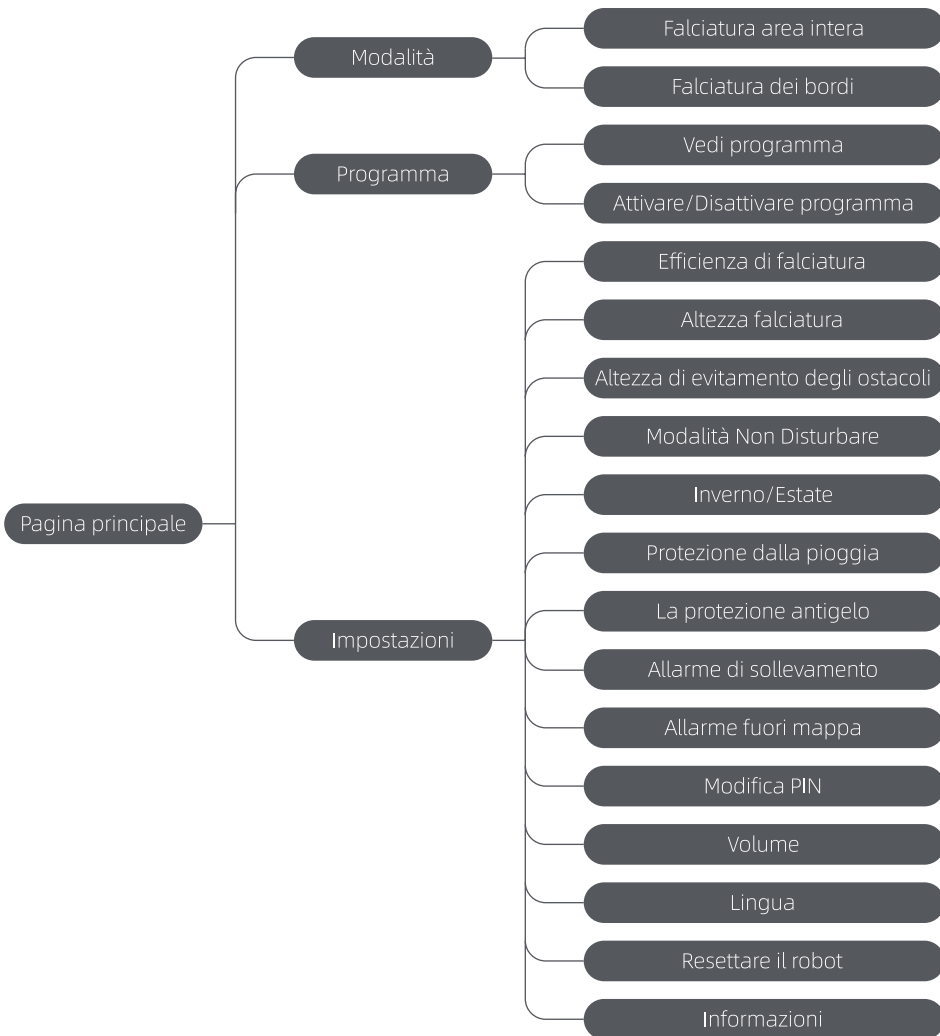 Pagina principale
Modalità
Falciatura area intera
Falciatura dei bordi
Programma
Vedi programma
Attivare/Disattivare programma
Impostazioni
Efficienza di falciatura
Altezza falciatura
Altezza di evitamento degli ostacoli
Modalità Non Disturbare
Inverno/Estate
Protezione dalla pioggia
La protezione antigelo
Allarme di sollevamento
Allarme fuori mappa
Modifica PIN
Volume
Lingua
Resettare il robot
Informazioni